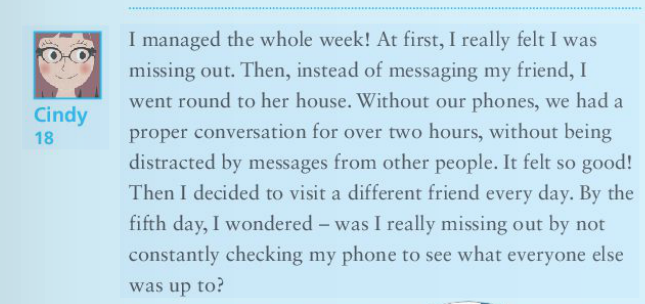 I managed the whole week! At first, I really felt I was
missing out. Then, instead of messaging my friend, I
went round to her house. Without our phones, we had a
proper conversation for over two hours, without being
distracted by messages from other people. It felt so good!
Then I decided to visit a different friend every day. By the
fifth day, I wondered – was I really missing out by not
constantly checking my phone to see what everyone else
was up to?
Cindy
18